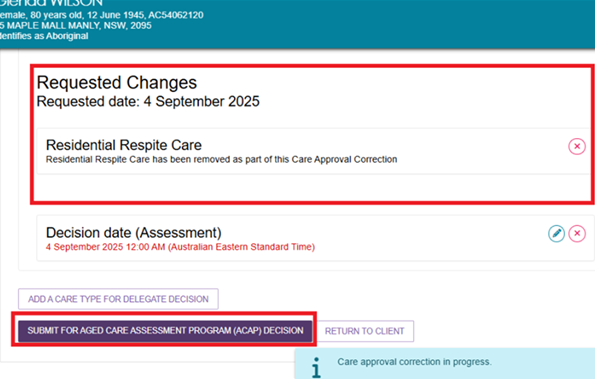 Glenda WILSON
emale, 80 years old, 12 June 1945, AC54062120
5 MAPLE MALL MANLY, NSW, 2095
dentifies as Aboriginal
Requested Changes
Requested date: 4 September 2025
Residential Respite Care
Residential Respite Care has been removed as part of this Care Approval Correction
Decision date (Assessment)
4 September 2025 12:00 AM (Australian Eastern Standard Time)
ADD A CARE TYPE FOR DELEGATE DECISION
SUBMIT FOR AGED CARE ASSESSMENT PROGRAM (ACAP) DECISION
RETURN TO CLIENT
Care approval correction in progress.